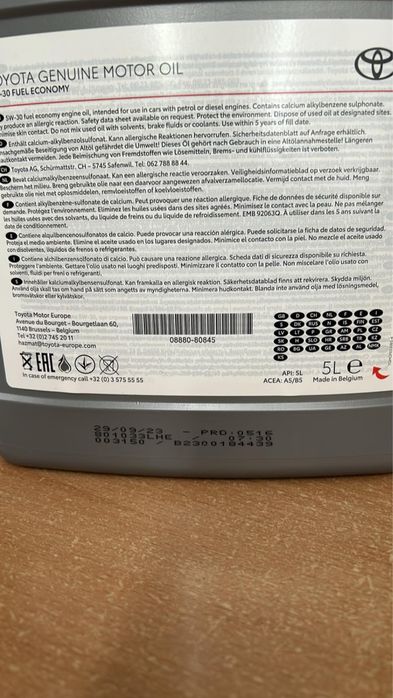 OYOTA GENUINE MOTOR OIL
-30 FUEL ECONOMY
5W-30 fuel economy engine oil, intended for use in cars with petrol or diesel engines. Contains calcium alkylbenzene sulphonate.
y produce an allergic reaction. Safety data sheet available on request. Protect the environment. Dispose of used oil at designated sites.
imise skin contact. Do not mix used oil with solvents, brake fluids or coolants. Use within 5 years of fill date.
Enthält calcium-alkylbenzolsulfonat. Kann allergische Reaktionen hervorrufen. Sicherheitsdatenblatt auf Anfrage erhältlich.
nsachgemäße Beseitigung von Altöl gefährdet die Umwelt! Dieses Öl gehört nach Gebrauch in eine Altölannahmestelle! Längeren
autkontakt vermeiden. Jede Beimischung von Fremdstoffen wie Lösemitteln, Brems- und kühlflüssigkeiten ist verboten.
CH Toyota AG, Schürmattstr. CH – 5745 Safenwil. Tel: 062 788 88 44.
NL Bevat calciumalkylbenzeensulfonaat. Kan een allergische reactie veroorzaken. Veiligheidsinformatieblad op verzoek verkrijgbaar.
Bescherm het milieu. Breng gebruikte olie naar een daarvoor aangewezen afvalverzamellocatie. Vermijd contact met de huid. Meng
gebruikte olie niet met oplosmiddelen, remvloeistoffen of koelvloeistoffen.
F Contient alkylbenzène-sulfonate de calcium. Peut provoquer une réaction allergique. Fiche de données de sécurité disponible sur
demande. Protégez l'environnement. Eliminez les huiles usées dans des sites agréés. Minimisez le contact avec la peau. Ne pas mélanger
les huiles usées avec des solvants, du liquide de freins ou du liquide de refroidissement. EMB 92063Q. À utiliser dans les 5 ans suivant la
date de conditionnement.
E Contiene alquilbencenosulfonatos de calcio. Puede provocar una reacción alérgica. Puede solicitarse la ficha de datos de seguridad.
Proteja el medio ambiente. Elimine el aceite usado en los lugares designados. Minimice el contacto con la piel. No mezcle el aceite usado
con disolventes, líquidos de frenos o refrigerantes.
I Contiene alchilbenzensolfonato di calcio. Può causare una reazione allergica. Scheda dati di sicurezza disponibile su richiesta.
Proteggere l'ambiente. Gettare l'olio usato nei luoghi predisposti. Minimizzare il contatto con la pelle. Non miscelare l'olio usato con
solventi, fluidi per freni o refrigeranti.
S Innehåller kalciumalkylbensensulfonat. Kan framkalla en allergisk reaktion. Säkerhetsdatablad finns att rekvirera. Skydda miljön.
Använd olja skall tas om hand på sätt som angetts av myndigheterna. Minimera hudkontakt. Blanda inte använd olja med lösningsmedel,
bromsvätskor eller kylvätskor.
Toyota Motor Europe
Avenue du Bourget - Bourgetlaan 60,
1140 Brussels – Belgium
Tel +32 (0)2 745 20 11
hazmat@toyota-europe.com
08880-80845
EAC
In case of emergency call +32 (0) 3 575 55 55
API: SL
ACEA: A5/B5
5L e
Made in Belgium
29/09/23 - PRD-0516
001033LHE / 07:30
003150 / B2300184439